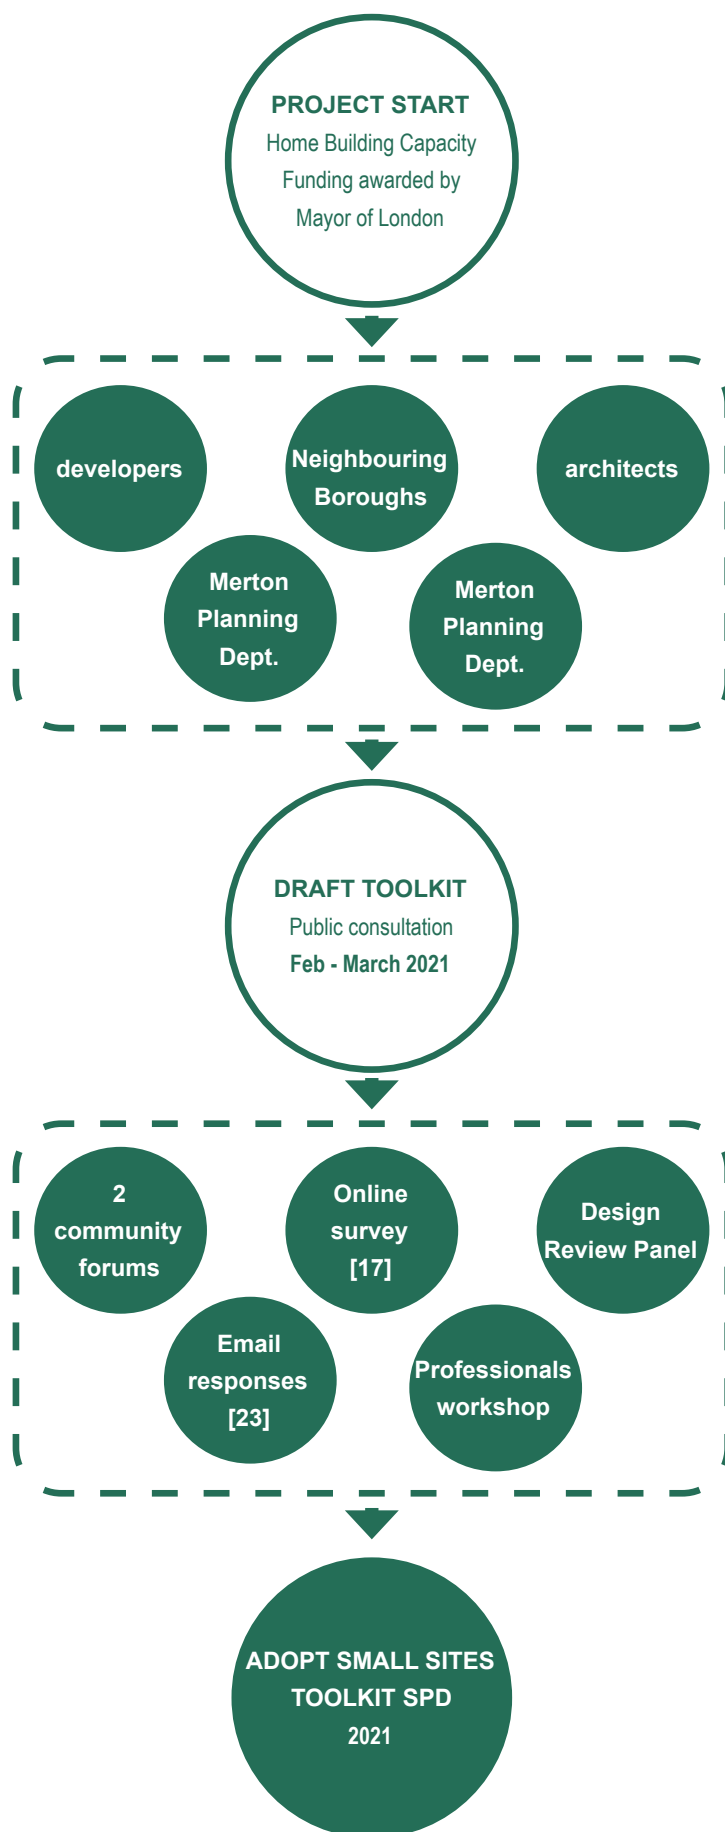 PROJECT START
Home Building Capacity
Funding awarded by
Mayor of London
developers
Neighbouring
Boroughs
architects
Merton
Planning
Dept.
Merton
Planning
Dept.
DRAFT TOOLKIT
Public consultation
Feb - March 2021
2
community
forums
Online
survey
[17]
Design
Review Panel
Email
responses
[23]
Professionals
workshop
ADOPT SMALL SITES
TOOLKIT SPD
2021